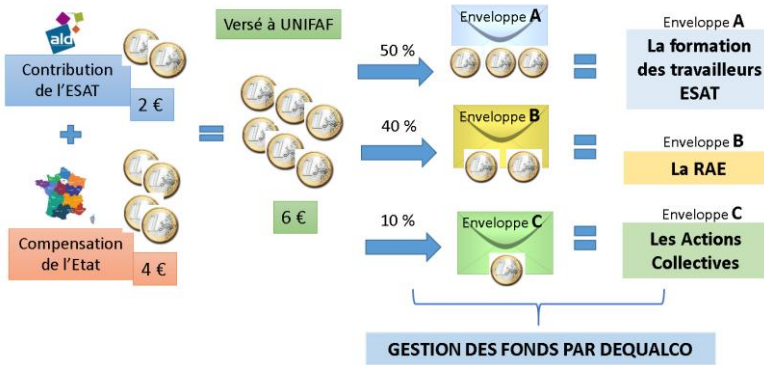 ald
Contribution
de l'ESAT
2 €
Compensation
de l'Etat
4 €
Versé à UNIFAF
6 €
50 %
40 %
10 %
Enveloppe A
Enveloppe B
Enveloppe C
Enveloppe A
La formation
des travailleurs
ESAT
Enveloppe B
La RAE
Enveloppe C
Les Actions
Collectives
GESTION DES FONDS PAR DEQUALCO